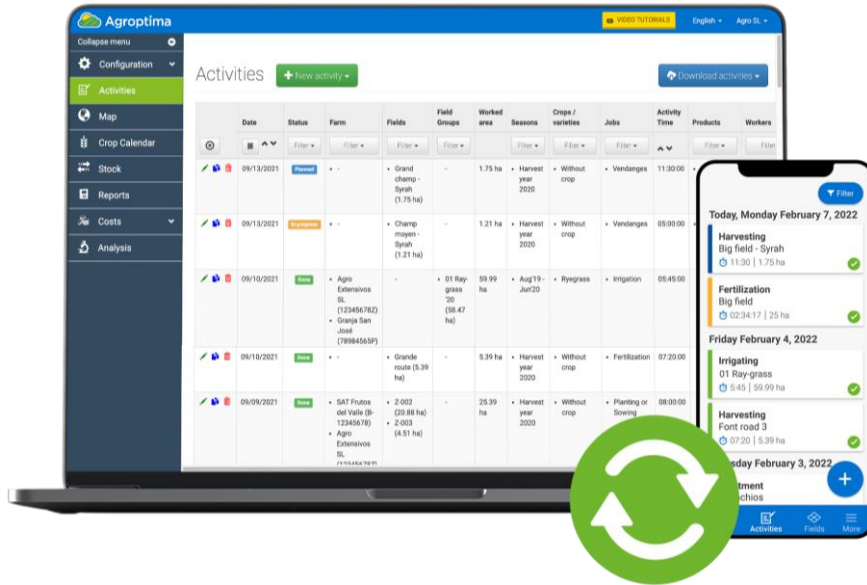 Agroptima
VIDEO TUTORIALS
English
Agro SL
Collapse menu
Configuration
Activities
Map
Crop Calendar
Stock
Reports
Costs
Analysis
Activities
New activity
Download activities
Date Status Farm Fields Field Groups Worked area Seasons Crops / varieties Jobs Activity Time Products Workers
Filter Filter Filter Filter Filter Filter Filter Filter
09/13/2021 Planned - Grand champ - Syrah (1.75 ha) - 1.75 ha Harvest year 2020 Without crop Vendanges 11:30:00
09/13/2021 In progress - Champ moyen - Syrah (1.21 ha) - 1.21 ha Harvest year 2020 Without crop Vendanges 05:00:00
09/10/2021 Done Agro Extensivos SL (12345678Z) Granja San José (78984565P) - 01 Ray-grass '20 (58.47 ha) 59.99 ha Aug'19 - Jun'20 Ryegrass Irrigation 05:45:00
09/10/2021 Done - Grande route (5.39 ha) - 5.39 ha Harvest year 2020 Without crop Fertilization 07:20:00
09/09/2021 Done SAT Frutos del Valle (B-12345678) Agro Extensivos SL Z-002 (20.88 ha) Z-003 (4.51 ha) - 25.39 ha Harvest year 2020 Without crop Planting or Sowing 08:00:00
Filter
Today, Monday February 7, 2022
Harvesting
Big field - Syrah
11:30 | 1.75 ha
Fertilization
Big field
02:34:17 | 25 ha
Friday February 4, 2022
Irrigating
01 Ray-grass
5:45 | 59.99 ha
Harvesting
Font road 3
07:20 | 5.39 ha
sday February 3, 2022
tment
chios
Activities
Fields
More